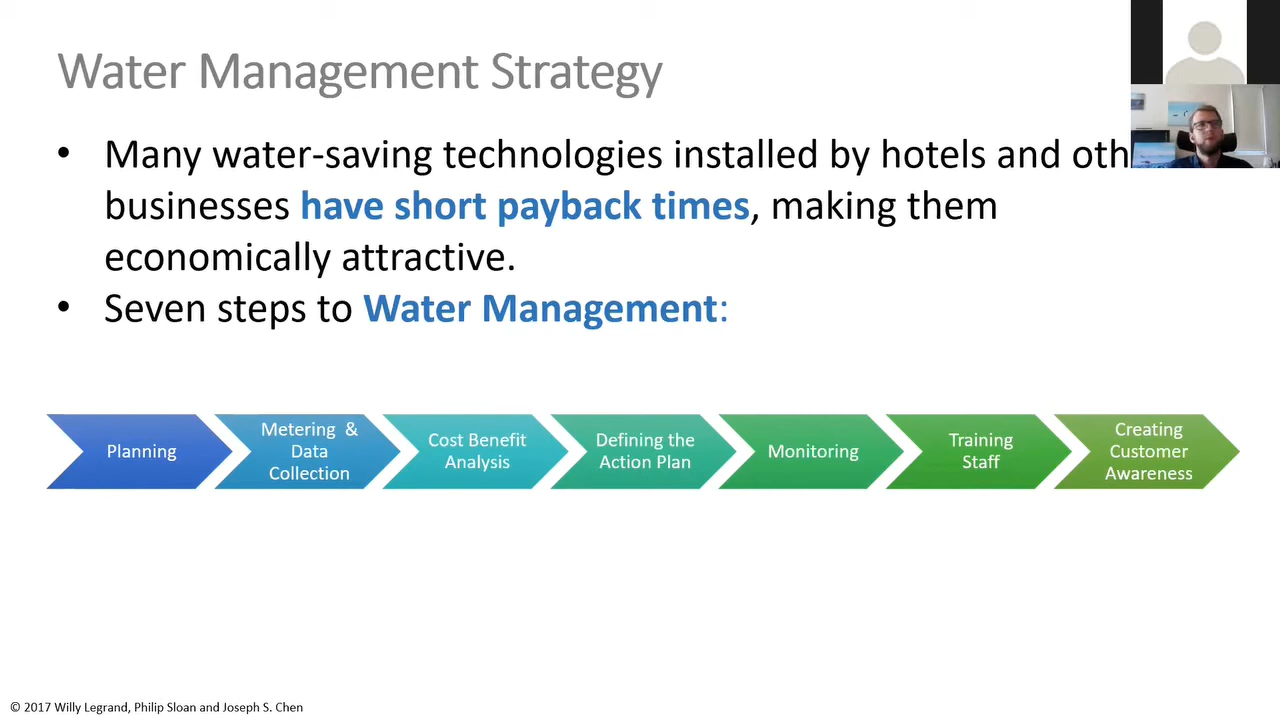 Water Management Strategy
• Many water-saving technologies installed by hotels and oth
businesses have short payback times, making them
economically attractive.
• Seven steps to Water Management:
Planning
Metering & Data Collection
Cost Benefit Analysis
Defining the Action Plan
Monitoring
Training Staff
Creating Customer Awareness
© 2017 Willy Legrand, Philip Sloan and Joseph S. Chen